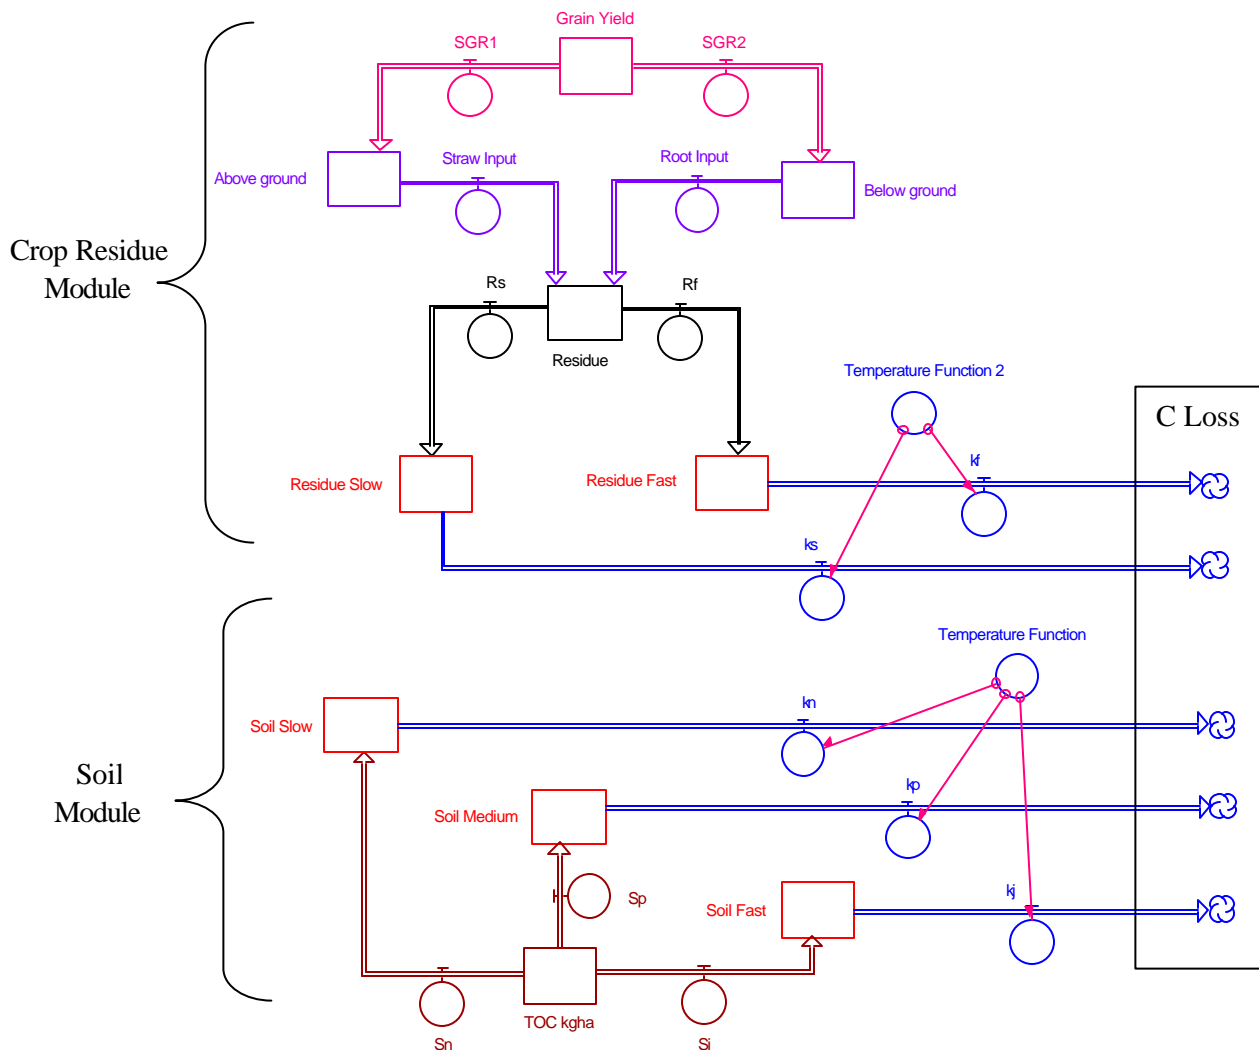 Grain Yield
SGR1
SGR2
Above ground
Straw Input
Root Input
Below ground
Crop Residue
Module
Rs
Rf
Residue
Temperature Function 2
C Loss
Residue Slow
Residue Fast
kf
ks
Temperature Function
Soil Slow
kn
Soil
Module
Soil Medium
kp
Sp
Soil Fast
kj
TOC kgha
Sn
Sj